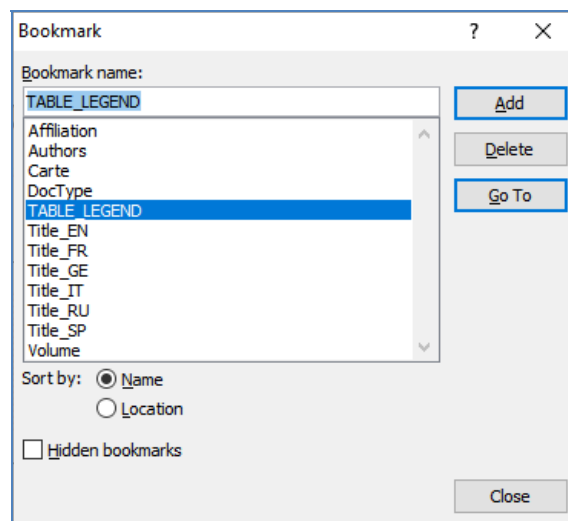 Bookmark ?
Bookmark name:
TABLE_LEGEND
Add
Affiliation
Authors
Carte
DocType
TABLE_LEGEND
Title_EN
Title_FR
Title_GE
Title_IT
Title_RU
Title_SP
Volume
Delete
Go To
Sort by: Name
Location
Hidden bookmarks
Close